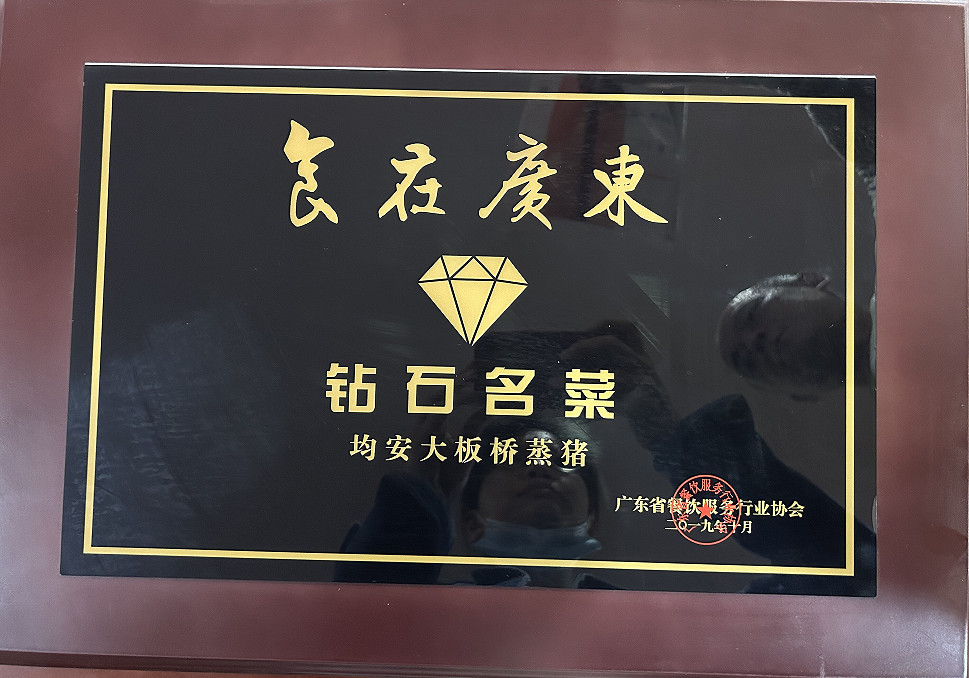 食在廣東
钻石名菜
均安大板桥蒸猪
广东省餐饮服务行业协会
二〇一九年十月